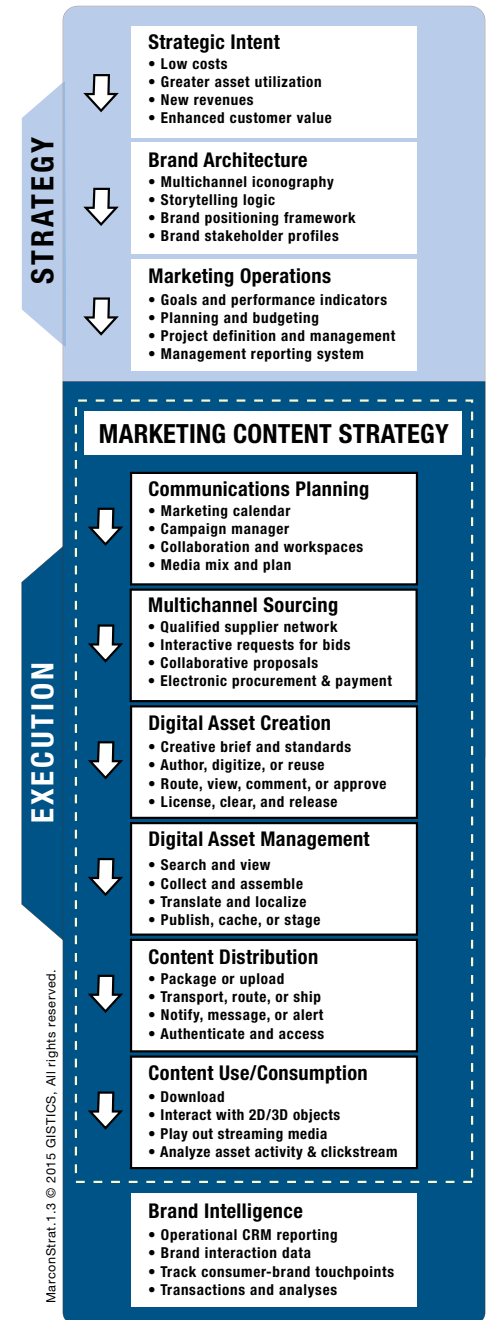 STRATEGY
Strategic Intent
• Low costs
• Greater asset utilization
• New revenues
• Enhanced customer value
Brand Architecture
• Multichannel iconography
• Storytelling logic
• Brand positioning framework
• Brand stakeholder profiles
Marketing Operations
• Goals and performance indicators
• Planning and budgeting
• Project definition and management
• Management reporting system
MARKETING CONTENT STRATEGY
EXECUTION
Communications Planning
• Marketing calendar
• Campaign manager
• Collaboration and workspaces
• Media mix and plan
Multichannel Sourcing
• Qualified supplier network
• Interactive requests for bids
• Collaborative proposals
• Electronic procurement & payment
Digital Asset Creation
• Creative brief and standards
• Author, digitize, or reuse
• Route, view, comment, or approve
• License, clear, and release
Digital Asset Management
• Search and view
• Collect and assemble
• Translate and localize
• Publish, cache, or stage
Content Distribution
• Package or upload
• Transport, route, or ship
• Notify, message, or alert
• Authenticate and access
Content Use/Consumption
• Download
• Interact with 2D/3D objects
• Play out streaming media
• Analyze asset activity & clickstream
Brand Intelligence
• Operational CRM reporting
• Brand interaction data
• Track consumer-brand touchpoints
• Transactions and analyses
MarconStrat.1.3 © 2015 GISTICS, All rights reserved.